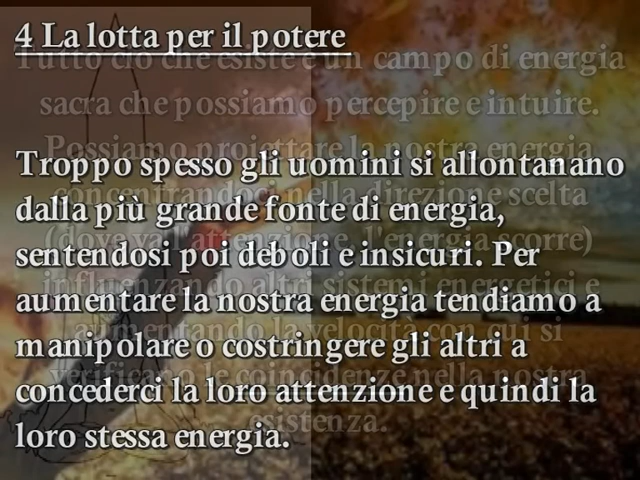 4 La lotta per il potere
Tutto ciò che esiste è un campo di energia
sacra che possiamo percepire e intuire.
Possiamo proiettare la nostra energia
Troppo spesso gli uomini si allontanano
concentrandoci nella direzione scelta
dalla più grande fonte di energia,
(dove va l'attenzione, l'energia scorre)
sentendosi poi deboli e insicuri. Per
influenzando altri sistemi energetici e
aumentare la nostra energia tendiamo a
aumentando la velocità con cui si
manipolare o costringere gli altri a
verificano le coincidenze nella nostra
concederci la loro attenzione e quindi la
esistenza.
loro stessa energia.